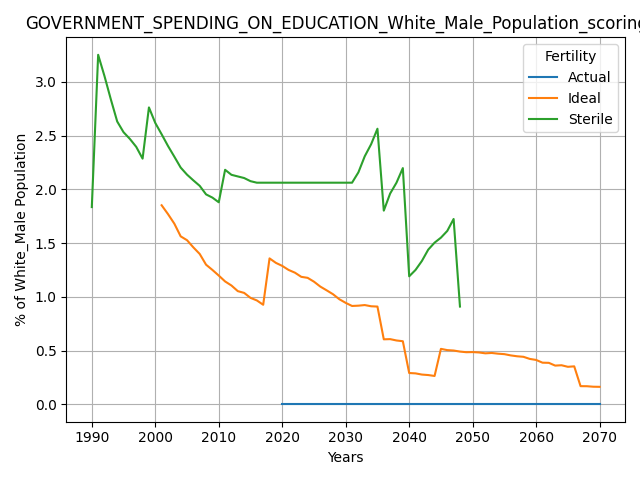 GOVERNMENT_SPENDING_ON_EDUCATION_White_Male_Population_scoring
Fertility
Actual
Ideal
Sterile
% of White_Male Population
3.0
2.5
2.0
1.5
1.0
0.5
0.0
1990 2000 2010 2020 2030 2040 2050 2060 2070
Years